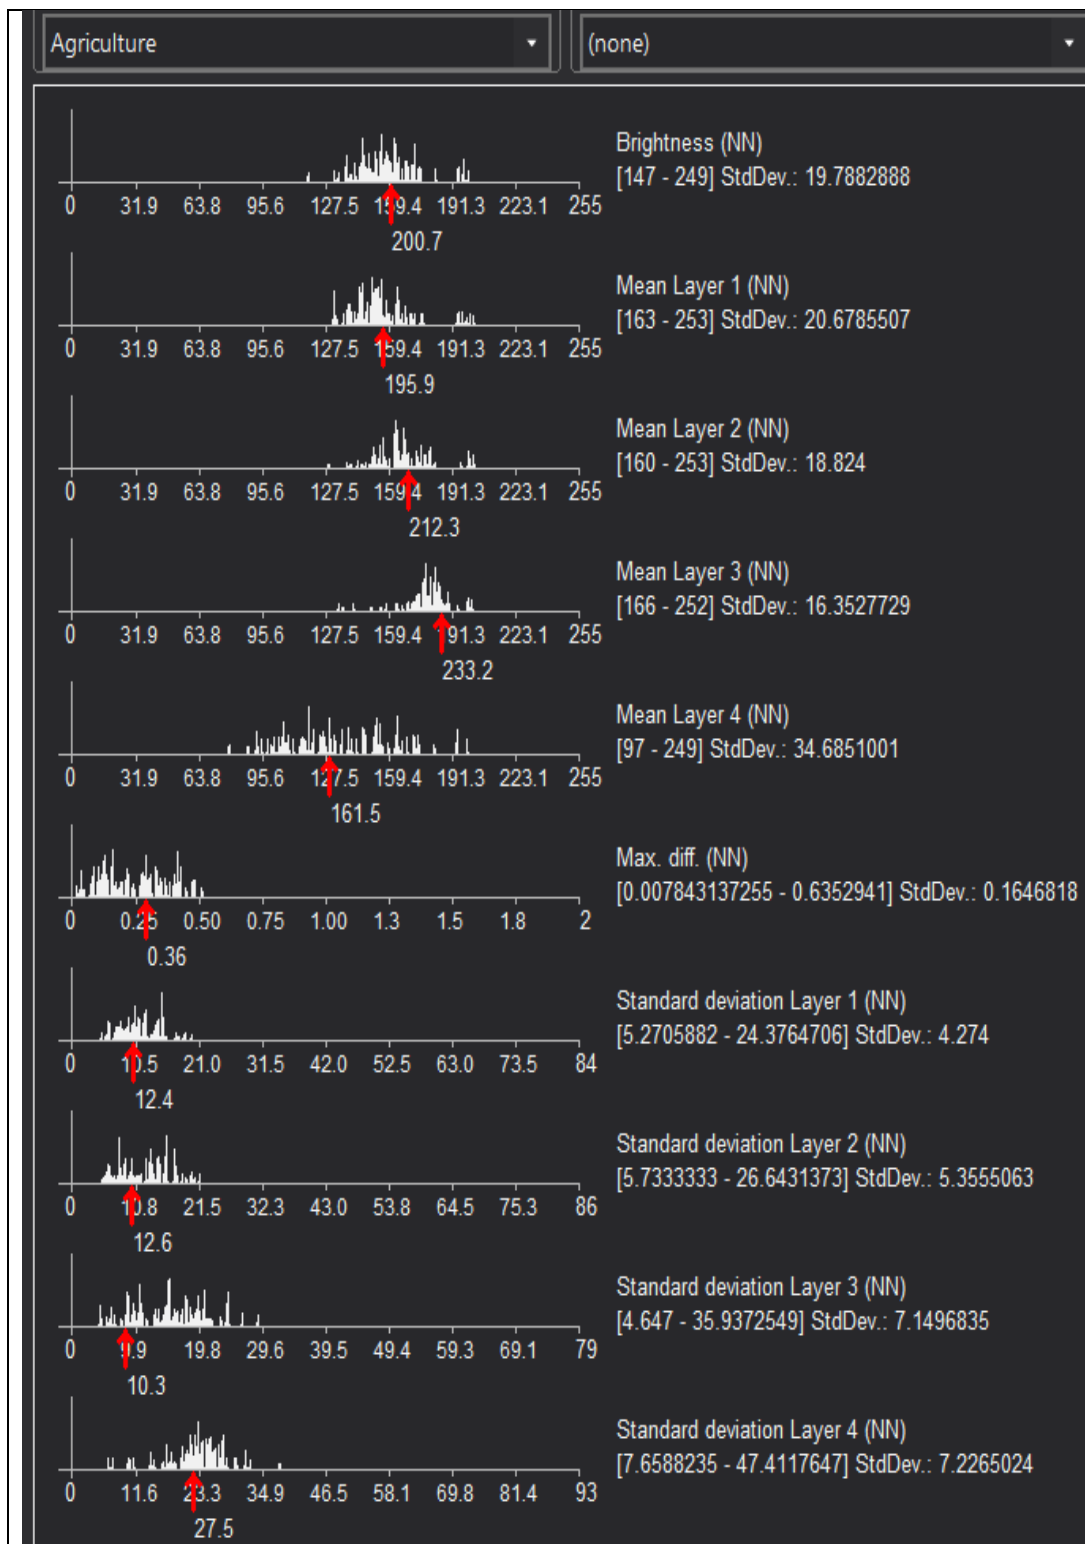 Agriculture (none)
Brightness (NN)
[147 - 249] StdDev.: 19.7882888
0 31.9 63.8 95.6 127.5 159.4 191.3 223.1 255
200.7
Mean Layer 1 (NN)
[163 - 253] StdDev.: 20.6785507
0 31.9 63.8 95.6 127.5 159.4 191.3 223.1 255
195.9
Mean Layer 2 (NN)
[160 - 253] StdDev.: 18.824
0 31.9 63.8 95.6 127.5 159.4 191.3 223.1 255
212.3
Mean Layer 3 (NN)
[166 - 252] StdDev.: 16.3527729
0 31.9 63.8 95.6 127.5 159.4 191.3 223.1 255
233.2
Mean Layer 4 (NN)
[97 - 249] StdDev.: 34.6851001
0 31.9 63.8 95.6 127.5 159.4 191.3 223.1 255
161.5
Max. diff. (NN)
[0.007843137255 - 0.6352941] StdDev.: 0.1646818
0 0.25 0.50 0.75 1.00 1.3 1.5 1.8 2
0.36
Standard deviation Layer 1 (NN)
[5.2705882 - 24.3764706] StdDev.: 4.274
0 10.5 21.0 31.5 42.0 52.5 63.0 73.5 84
12.4
Standard deviation Layer 2 (NN)
[5.7333333 - 26.6431373] StdDev.: 5.3555063
0 10.8 21.5 32.3 43.0 53.8 64.5 75.3 86
12.6
Standard deviation Layer 3 (NN)
[4.647 - 35.9372549] StdDev.: 7.1496835
0 9.9 19.8 29.6 39.5 49.4 59.3 69.1 79
10.3
Standard deviation Layer 4 (NN)
[7.6588235 - 47.4117647] StdDev.: 7.2265024
0 11.6 23.3 34.9 46.5 58.1 69.8 81.4 93
27.5